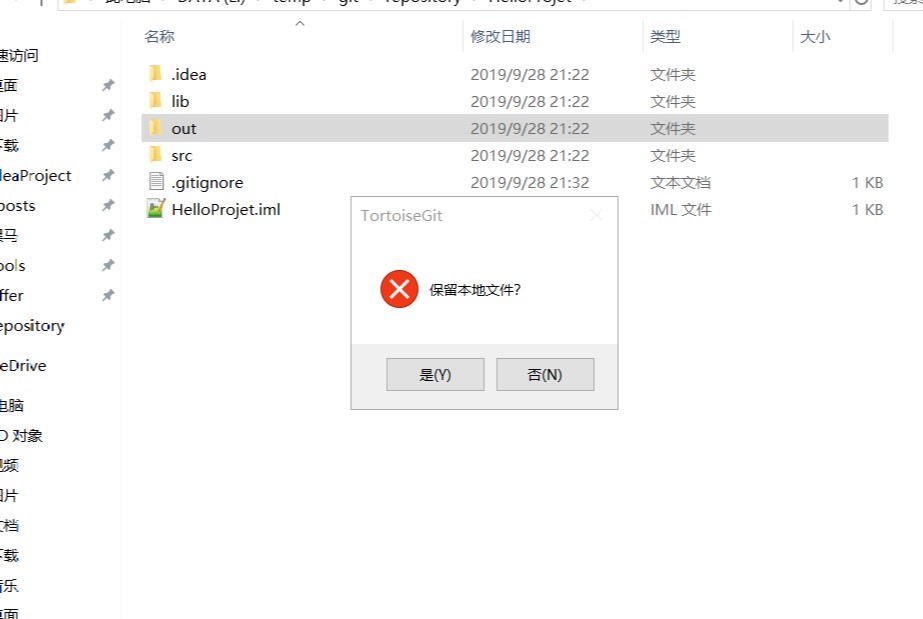 DATA (E:) temp git repository HelloProjet
名称 修改日期 类型 大小
.idea 2019/9/28 21:22 文件夹
lib 2019/9/28 21:22 文件夹
out 2019/9/28 21:22 文件夹
src 2019/9/28 21:22 文件夹
.gitignore 2019/9/28 21:32 文本文档 1 KB
HelloProjet.iml IML 文件 1 KB
TortoiseGit
保留本地文件?
是(Y) 否(N)
速访问
桌面
图片
下载
deaProject
posts
黑马
ools
ffer
epository
eDrive
电脑
D 对象
视频
图片
文档
下载
音乐
桌面